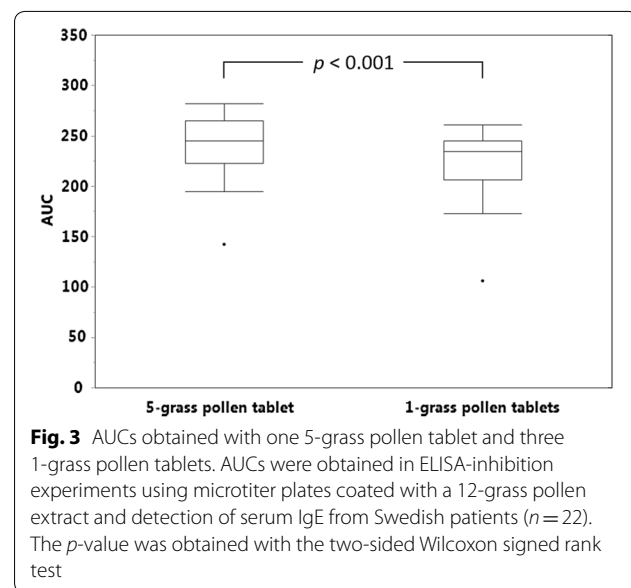 350
300
250
200
150
100
50
0
AUC
p < 0.001
5-grass pollen tablet
1-grass pollen tablets
Fig. 3 AUCs obtained with one 5-grass pollen tablet and three
1-grass pollen tablets. AUCs were obtained in ELISA-inhibition
experiments using microtiter plates coated with a 12-grass pollen
extract and detection of serum IgE from Swedish patients (n = 22).
The p-value was obtained with the two-sided Wilcoxon signed rank
test